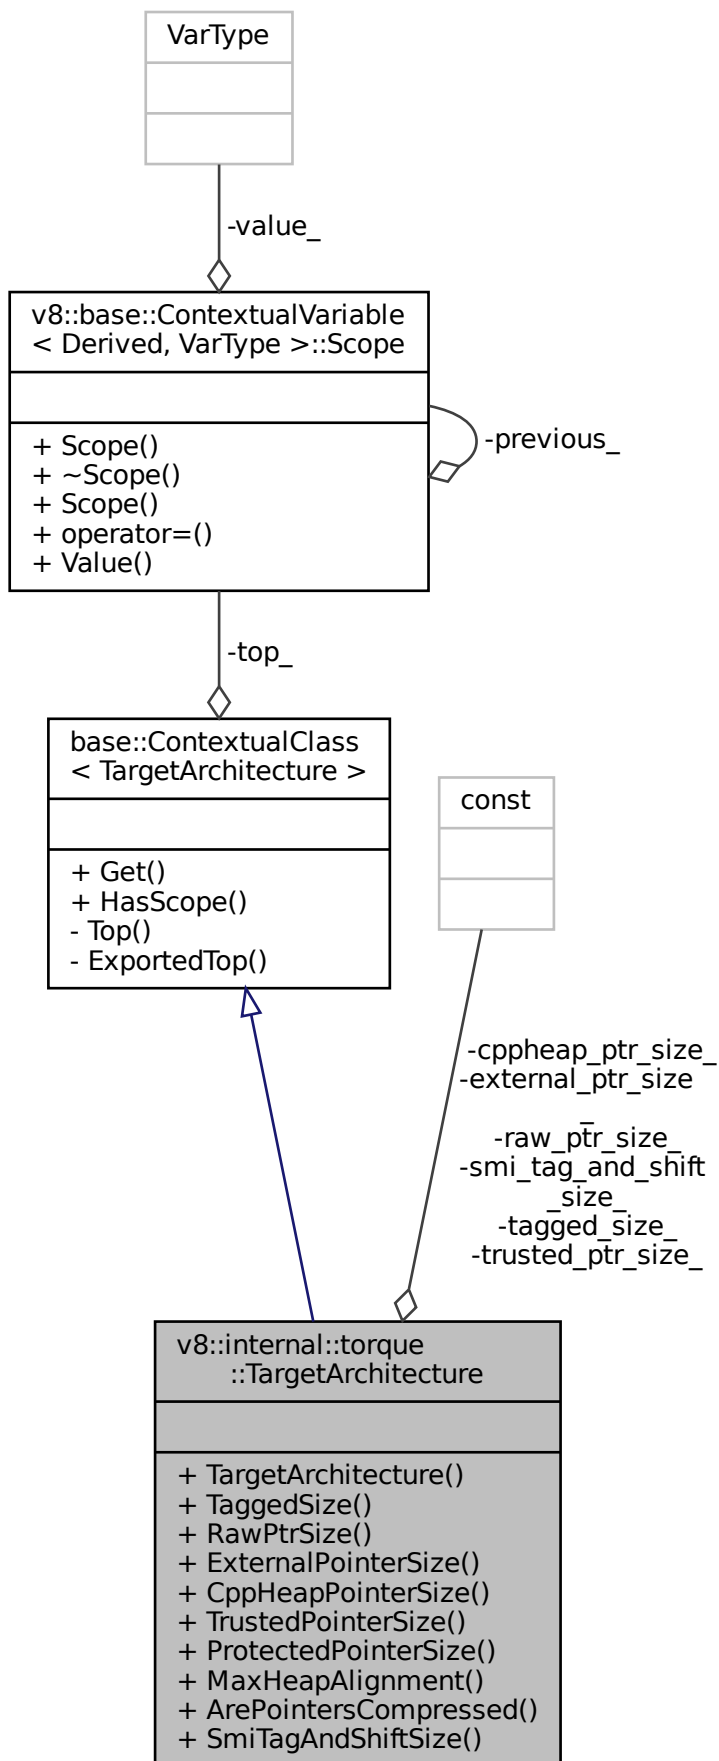 VarType
-value_
v8::base::ContextualVariable
< Derived, VarType >::Scope
+ Scope()
+ ~Scope()
+ Scope()
+ operator=()
+ Value()
-previous_
-top_
base::ContextualClass
< TargetArchitecture >
+ Get()
+ HasScope()
- Top()
- ExportedTop()
const
-cppheap_ptr_size_
-external_ptr_size
_
-raw_ptr_size_
-smi_tag_and_shift
_size_
-tagged_size_
-trusted_ptr_size_
v8::internal::torque
::TargetArchitecture
+ TargetArchitecture()
+ TaggedSize()
+ RawPtrSize()
+ ExternalPointerSize()
+ CppHeapPointerSize()
+ TrustedPointerSize()
+ ProtectedPointerSize()
+ MaxHeapAlignment()
+ ArePointersCompressed()
+ SmiTagAndShiftSize()